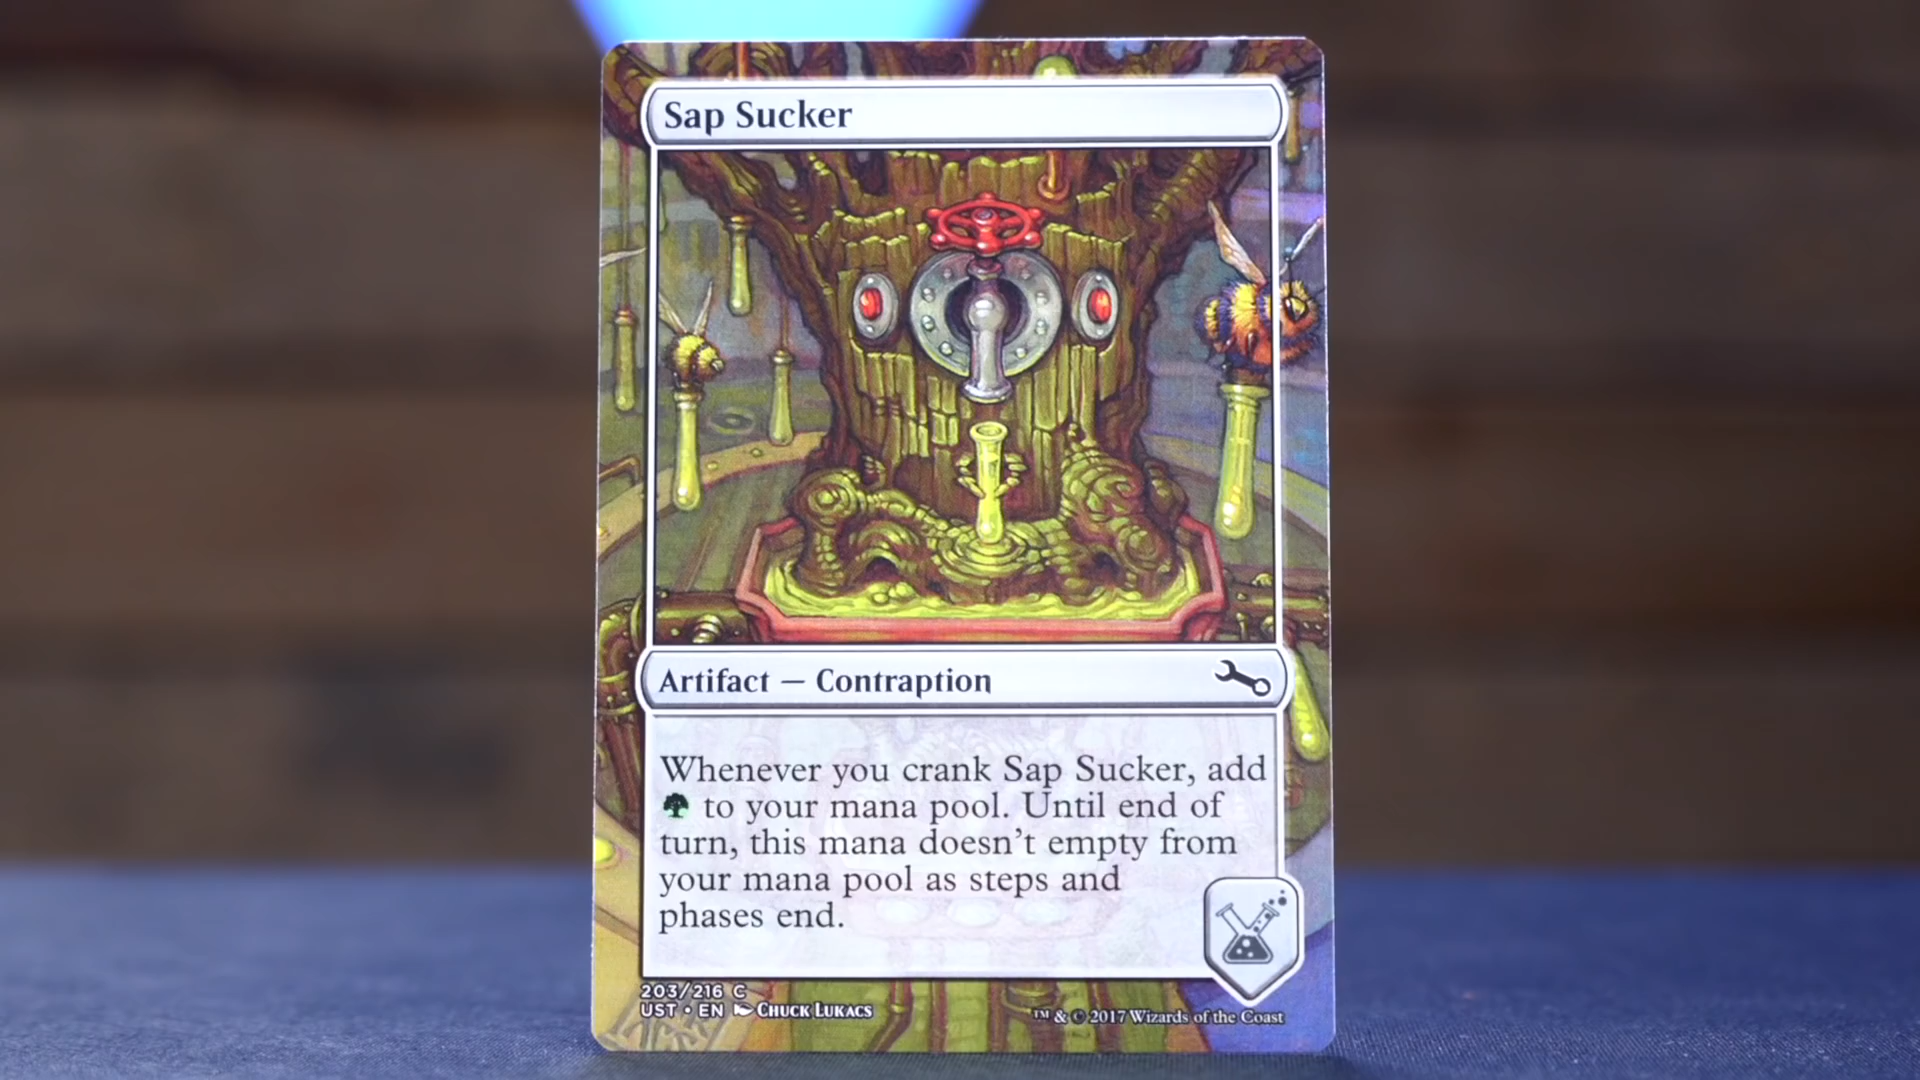 Sap Sucker
Artifact — Contraption
Whenever you crank Sap Sucker, add
to your mana pool. Until end of
turn, this mana doesn't empty from
your mana pool as steps and
phases end.
203/216 C
UST • EN Chuck Lukacs
™ & © 2017 Wizards of the Coast